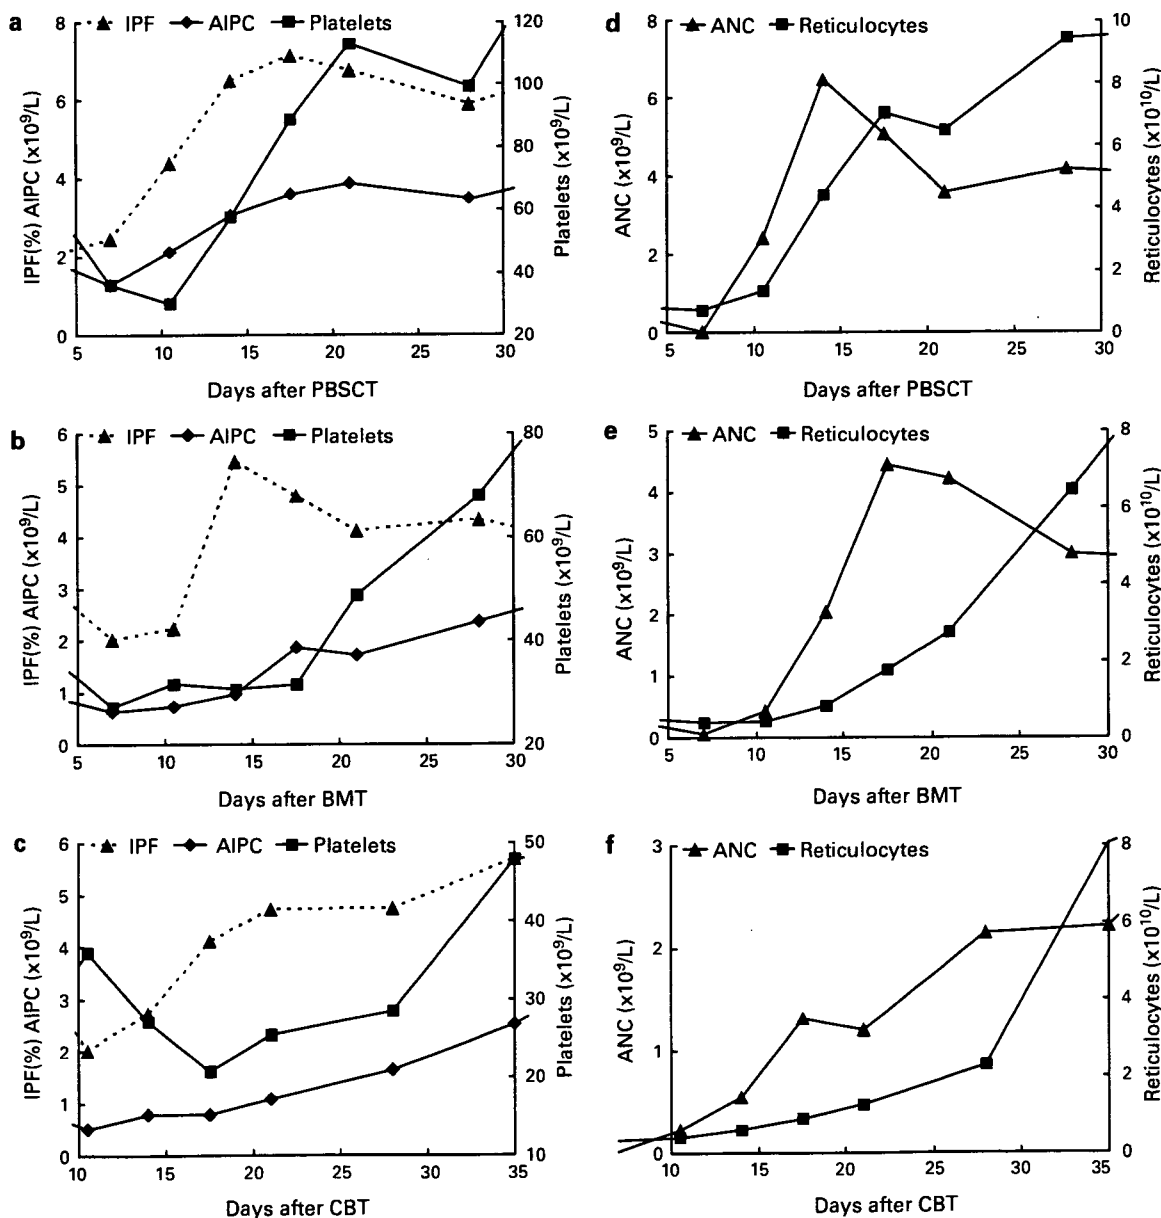 a
IPF AIPC Platelets
8
6
4
2
0
IPF(%) AIPC (x10⁹/L)
120
100
80
60
40
20
Platelets (x10⁹/L)
5 10 15 20 25 30
Days after PBSCT
d
ANC Reticulocytes
8
6
4
2
0
ANC (x10⁹/L)
10
8
6
4
2
0
Reticulocytes (x10¹⁰/L)
5 10 15 20 25 30
Days after PBSCT
b
IPF AIPC Platelets
6
5
4
3
2
1
0
IPF(%) AIPC (x10⁹/L)
80
60
40
20
Platelets (x10⁹/L)
5 10 15 20 25 30
Days after BMT
e
ANC Reticulocytes
5
4
3
2
1
0
ANC (x10⁹/L)
8
6
4
2
0
Reticulocytes (x10¹⁰/L)
5 10 15 20 25 30
Days after BMT
c
IPF AIPC Platelets
6
5
4
3
2
1
0
IPF(%) AIPC (x10⁹/L)
50
40
30
20
10
Platelets (x10⁹/L)
10 15 20 25 30 35
Days after CBT
f
ANC Reticulocytes
3
2
1
0
ANC (x10⁹/L)
8
6
4
2
0
Reticulocytes (x10¹⁰/L)
10 15 20 25 30 35
Days after CBT